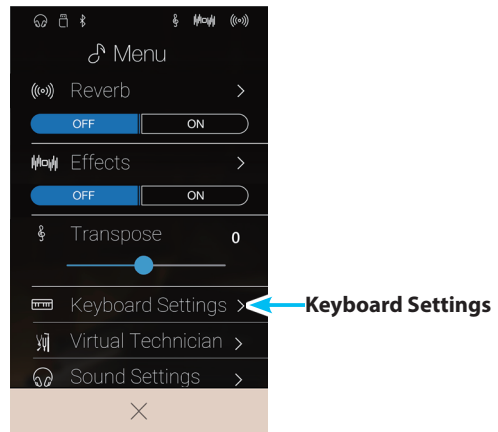 Menu
Reverb
OFF ON
Effects
OFF ON
Transpose 0
Keyboard Settings
Keyboard Settings
Virtual Technician
Sound Settings